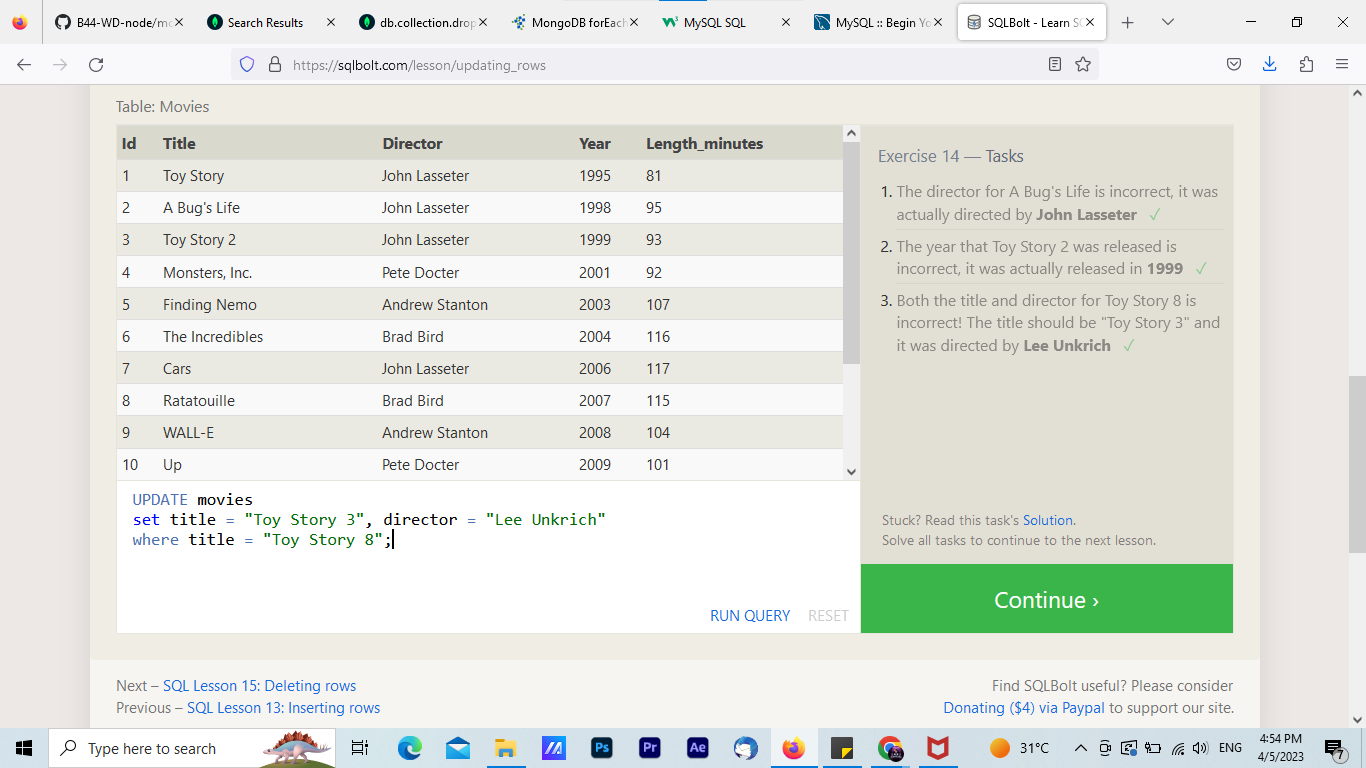 B44-WD-node/mo
Search Results
db.collection.drop
MongoDB forEach
MySQL SQL
MySQL :: Begin Yo
SQLBolt - Learn SQ
https://sqlbolt.com/lesson/updating_rows
Table: Movies
Id Title Director Year Length_minutes
1 Toy Story John Lasseter 1995 81
2 A Bug's Life John Lasseter 1998 95
3 Toy Story 2 John Lasseter 1999 93
4 Monsters, Inc. Pete Docter 2001 92
5 Finding Nemo Andrew Stanton 2003 107
6 The Incredibles Brad Bird 2004 116
7 Cars John Lasseter 2006 117
8 Ratatouille Brad Bird 2007 115
9 WALL-E Andrew Stanton 2008 104
10 Up Pete Docter 2009 101
UPDATE movies
set title = "Toy Story 3", director = "Lee Unkrich"
where title = "Toy Story 8";
RUN QUERY RESET
Exercise 14 — Tasks
1. The director for A Bug's Life is incorrect, it was
actually directed by John Lasseter ✓
2. The year that Toy Story 2 was released is
incorrect, it was actually released in 1999 ✓
3. Both the title and director for Toy Story 8 is
incorrect! The title should be "Toy Story 3" and
it was directed by Lee Unkrich ✓
Stuck? Read this task's Solution.
Solve all tasks to continue to the next lesson.
Continue ›
Next – SQL Lesson 15: Deleting rows
Previous – SQL Lesson 13: Inserting rows
Find SQLBolt useful? Please consider
Donating ($4) via Paypal to support our site.
Type here to search
Ps
Pr
Ae
31°C
ENG
4:54 PM
4/5/2023
7